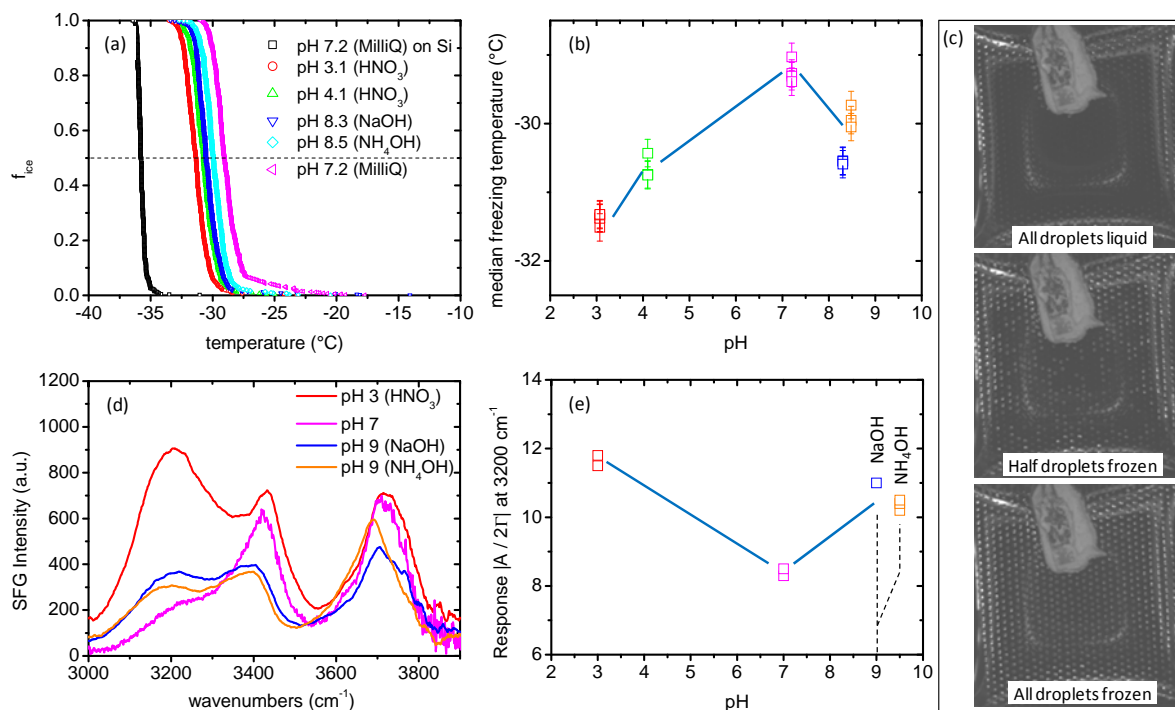 (a)
f_ice
1.0
0.8
0.6
0.4
0.2
0.0
-40 -35 -30 -25 -20 -15 -10
temperature (°C)
pH 7.2 (MilliQ) on Si
pH 3.1 (HNO₃)
pH 4.1 (HNO₃)
pH 8.3 (NaOH)
pH 8.5 (NH₄OH)
pH 7.2 (MilliQ)
(b)
median freezing temperature (°C)
-30
-32
2 3 4 5 6 7 8 9 10
pH
(c)
All droplets liquid
Half droplets frozen
All droplets frozen
(d)
SFG Intensity (a.u.)
1200
1000
800
600
400
200
0
3000 3200 3400 3600 3800
wavenumbers (cm⁻¹)
pH 3 (HNO₃)
pH 7
pH 9 (NaOH)
pH 9 (NH₄OH)
(e)
Response |A / 2Γ| at 3200 cm⁻¹
14
12
10
8
6
2 3 4 5 6 7 8 9 10
pH
NaOH
NH₄OH